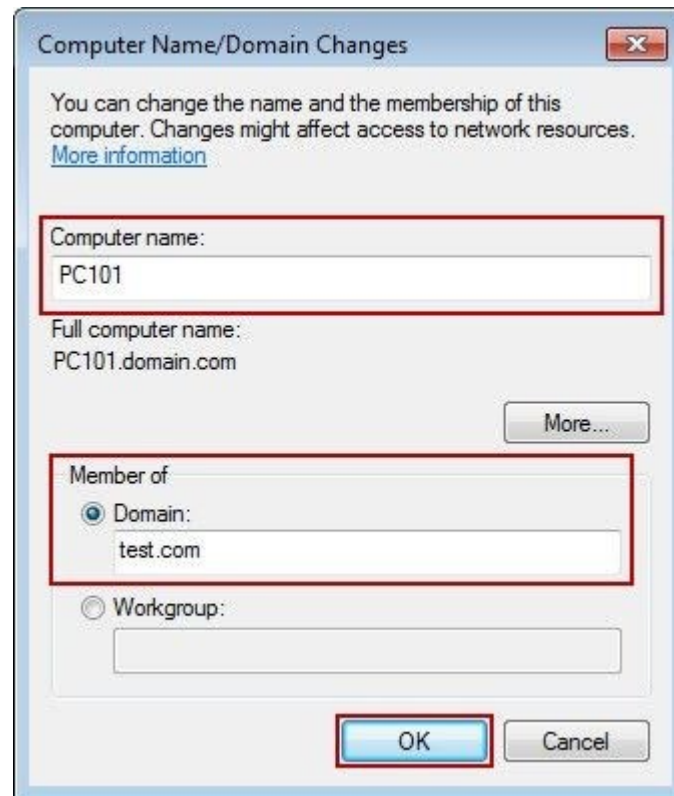 Computer Name/Domain Changes
You can change the name and the membership of this
computer. Changes might affect access to network resources.
More information
Computer name:
PC101
Full computer name:
PC101.domain.com
More...
Member of
Domain:
test.com
Workgroup:
OK Cancel